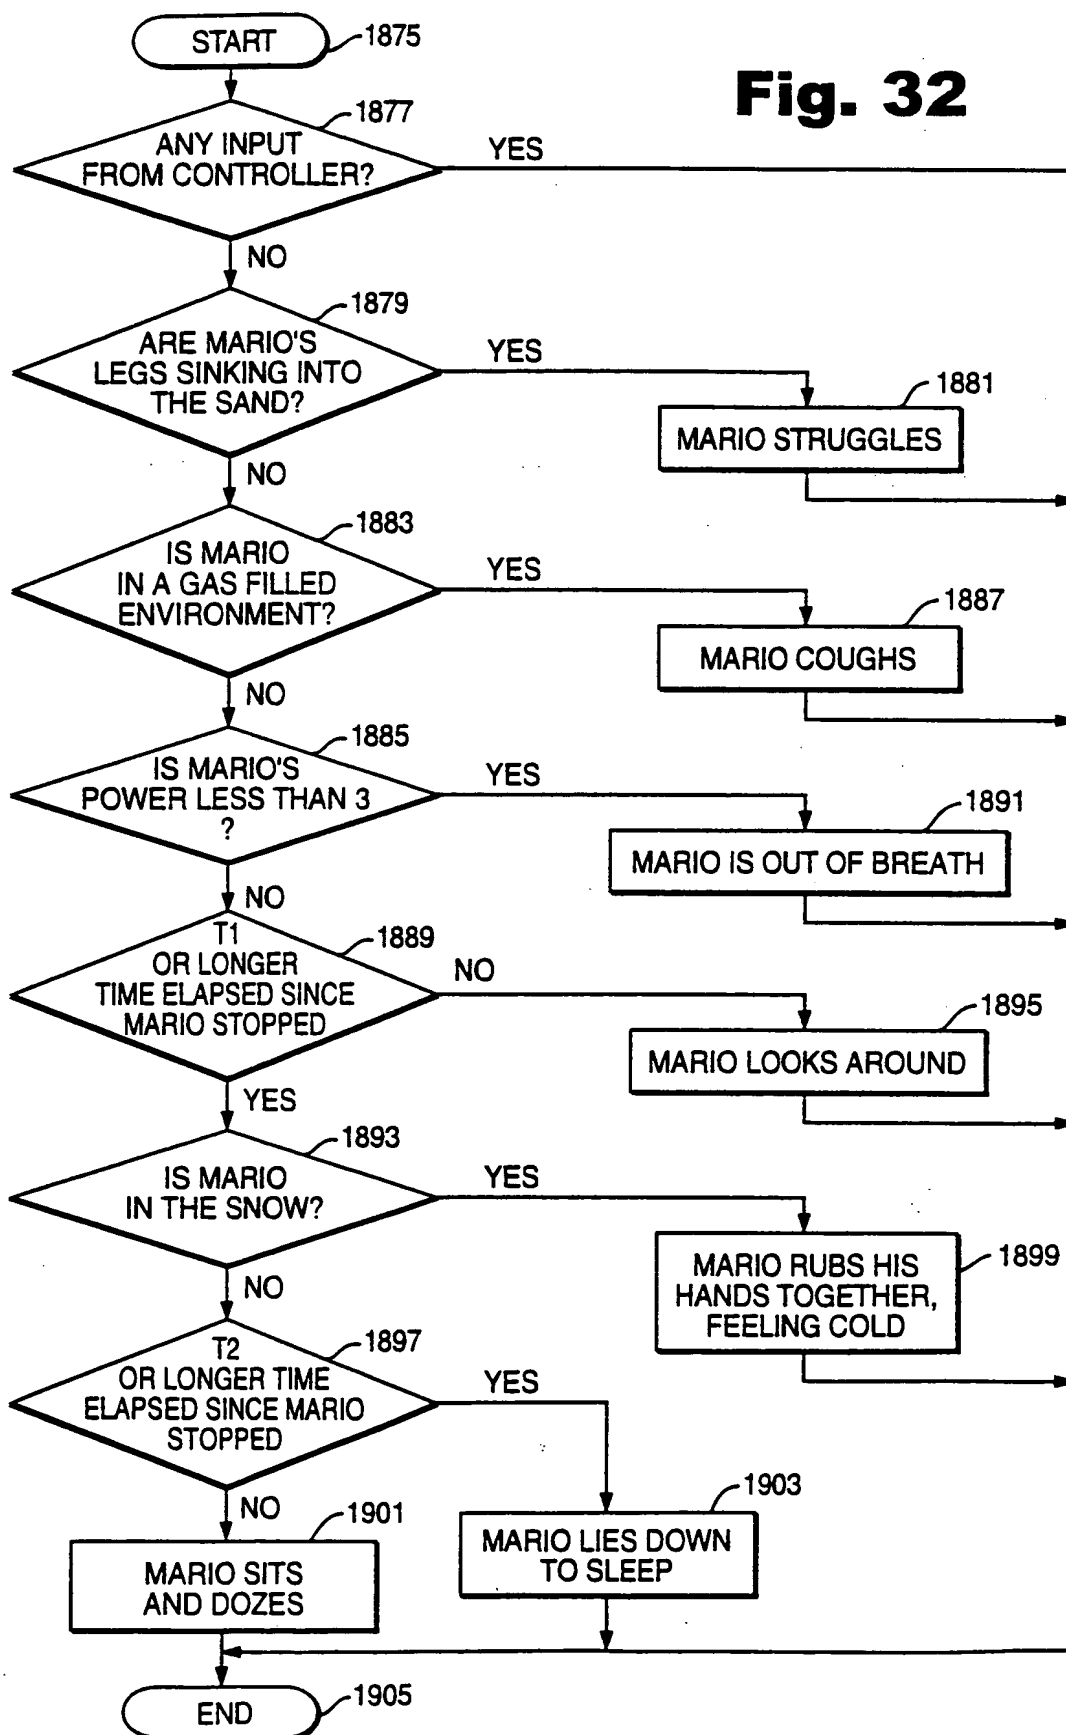 START
1875
Fig. 32
1877
ANY INPUT
FROM CONTROLLER?
YES
NO
1879
ARE MARIO'S
LEGS SINKING INTO
THE SAND?
YES
1881
MARIO STRUGGLES
NO
1883
IS MARIO
IN A GAS FILLED
ENVIRONMENT?
YES
1887
MARIO COUGHS
NO
1885
IS MARIO'S
POWER LESS THAN 3
?
YES
1891
MARIO IS OUT OF BREATH
NO
T1
OR LONGER
TIME ELAPSED SINCE
MARIO STOPPED
1889
NO
1895
MARIO LOOKS AROUND
YES
1893
IS MARIO
IN THE SNOW?
YES
MARIO RUBS HIS
HANDS TOGETHER,
FEELING COLD
1899
NO
T2
OR LONGER TIME
ELAPSED SINCE MARIO
STOPPED
1897
YES
1903
MARIO LIES DOWN
TO SLEEP
NO
1901
MARIO SITS
AND DOZES
END
1905